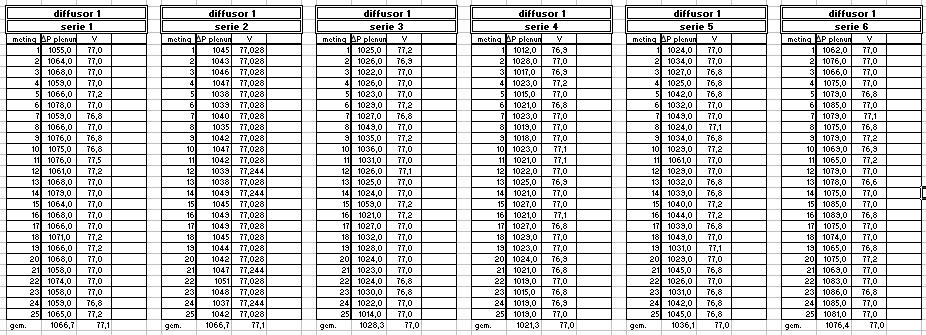 diffusor 1 diffusor 1 diffusor 1 diffusor 1 diffusor 1 diffusor 1
serie 1 serie 2 serie 3 serie 4 serie 5 serie 6
meting ΔP plenum V meting ΔP plenum V meting ΔP plenum V meting ΔP plenum V meting ΔP plenum V meting ΔP plenum V
1 1055,0 77,0 1 1045 77,028 1 1025,0 77,2 1 1012,0 76,9 1 1024,0 77,0 1 1062,0 77,0
2 1064,0 77,0 2 1043 77,028 2 1026,0 76,9 2 1028,0 77,0 2 1034,0 77,0 2 1076,0 77,0
3 1068,0 77,0 3 1046 77,028 3 1022,0 77,0 3 1017,0 76,9 3 1027,0 76,8 3 1066,0 77,0
4 1059,0 77,0 4 1047 77,028 4 1026,0 77,0 4 1023,0 77,2 4 1025,0 76,8 4 1075,0 77,0
5 1066,0 77,2 5 1038 77,028 5 1023,0 77,0 5 1015,0 77,0 5 1042,0 76,8 5 1079,0 76,8
6 1078,0 77,0 6 1039 77,028 6 1029,0 77,2 6 1021,0 76,8 6 1032,0 77,0 6 1085,0 77,0
7 1059,0 76,8 7 1040 77,028 7 1027,0 76,8 7 1023,0 77,0 7 1049,0 77,0 7 1079,0 77,1
8 1066,0 77,0 8 1035 77,028 8 1049,0 77,0 8 1019,0 77,0 8 1024,0 77,1 8 1075,0 76,8
9 1076,0 76,8 9 1042 77,028 9 1035,0 77,2 9 1018,0 77,0 9 1034,0 76,8 9 1081,0 77,2
10 1075,0 76,8 10 1047 77,028 10 1036,0 77,0 10 1023,0 77,1 10 1029,0 77,2 10 1069,0 76,9
11 1076,0 77,5 11 1042 77,028 11 1031,0 77,0 11 1021,0 77,1 11 1061,0 77,0 11 1065,0 77,2
12 1061,0 77,2 12 1039 77,244 12 1026,0 77,1 12 1022,0 77,0 12 1029,0 77,0 12 1079,0 77,2
13 1068,0 77,0 13 1038 77,028 13 1025,0 77,0 13 1025,0 76,9 13 1032,0 76,8 13 1078,0 76,6
14 1079,0 77,0 14 1049 77,244 14 1024,0 77,0 14 1021,0 77,0 14 1039,0 76,8 14 1075,0 77,0
15 1064,0 77,0 15 1045 77,028 15 1059,0 77,2 15 1027,0 77,0 15 1040,0 77,2 15 1085,0 77,0
16 1068,0 77,0 16 1049 77,028 16 1021,0 77,2 16 1021,0 77,1 16 1044,0 77,2 16 1089,0 76,8
17 1066,0 77,0 17 1049 77,028 17 1027,0 77,0 17 1027,0 76,8 17 1039,0 76,8 17 1075,0 77,0
18 1071,0 77,2 18 1045 77,028 18 1032,0 77,0 18 1029,0 77,0 18 1049,0 77,0 18 1074,0 77,0
19 1066,0 77,2 19 1044 77,028 19 1028,0 77,0 19 1023,0 77,0 19 1031,0 77,1 19 1065,0 76,8
20 1068,0 77,0 20 1042 77,028 20 1024,0 77,0 20 1024,0 76,9 20 1029,0 77,0 20 1075,0 77,2
21 1058,0 77,0 21 1047 77,244 21 1023,0 77,0 21 1021,0 76,8 21 1045,0 76,8 21 1069,0 77,0
22 1074,0 77,0 22 1051 77,028 22 1024,0 76,8 22 1019,0 77,0 22 1026,0 77,0 22 1083,0 77,0
23 1058,0 77,0 23 1048 77,028 23 1030,0 76,8 23 1015,0 76,8 23 1031,0 76,8 23 1086,0 76,8
24 1059,0 76,8 24 1037 77,244 24 1022,0 77,0 24 1019,0 76,9 24 1042,0 76,8 24 1068,0 77,0
25 1065,0 77,2 25 1042 77,028 25 1014,0 77,0 25 1019,0 77,0 25 1045,0 76,8 25 1081,0 77,0
gem. 1066,7 77,1 gem. 1066,7 77,1 gem. 1028,3 77,0 gem. 1021,3 77,0 gem. 1036,1 77,0 gem. 1076,4 77,0